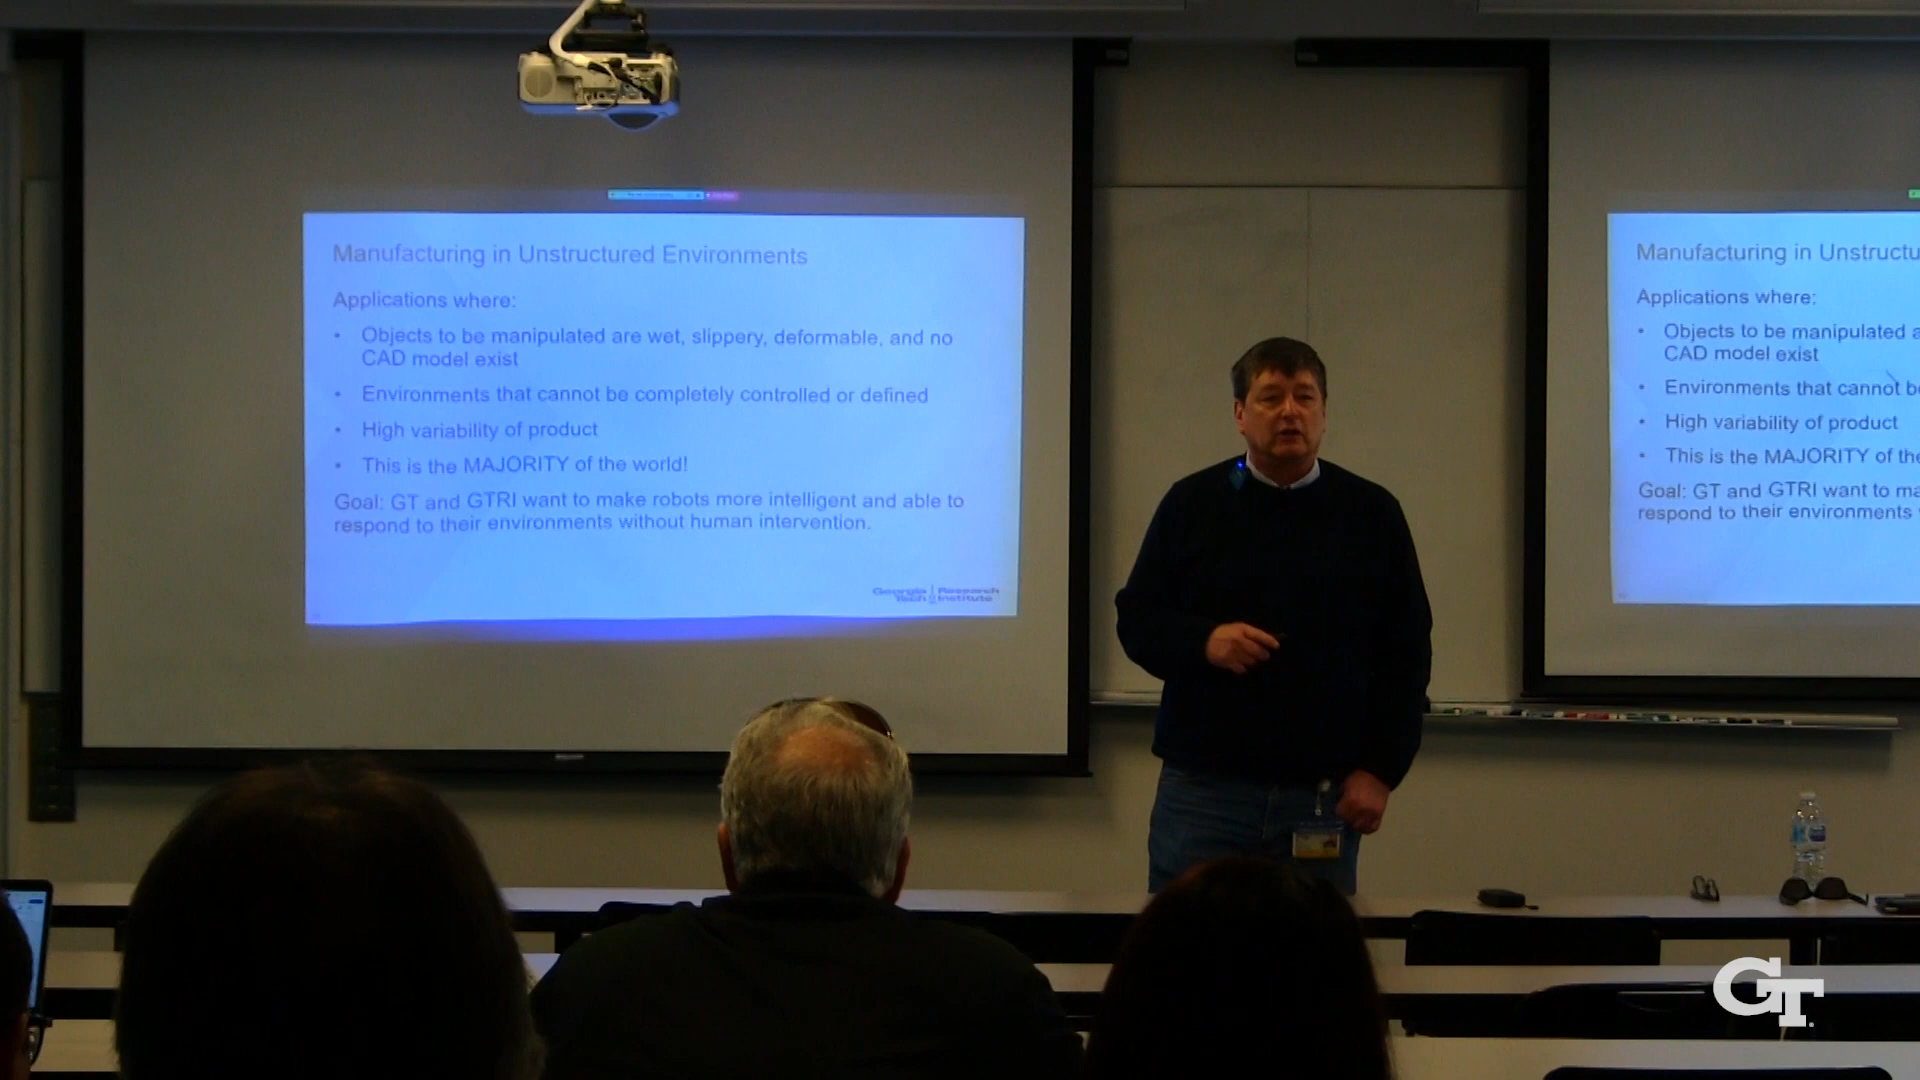 Manufacturing in Unstructured Environments
Applications where:
• Objects to be manipulated are wet, slippery, deformable, and no
CAD model exist
• Environments that cannot be completely controlled or defined
• High variability of product
• This is the MAJORITY of the world!
Goal: GT and GTRI want to make robots more intelligent and able to
respond to their environments without human intervention.
Georgia Research
Tech Institute
Manufacturing in Unstructu
Applications where:
• Objects to be manipulated a
CAD model exist
• Environments that cannot be
• High variability of product
• This is the MAJORITY of the
Goal: GT and GTRI want to ma
respond to their environments
GT